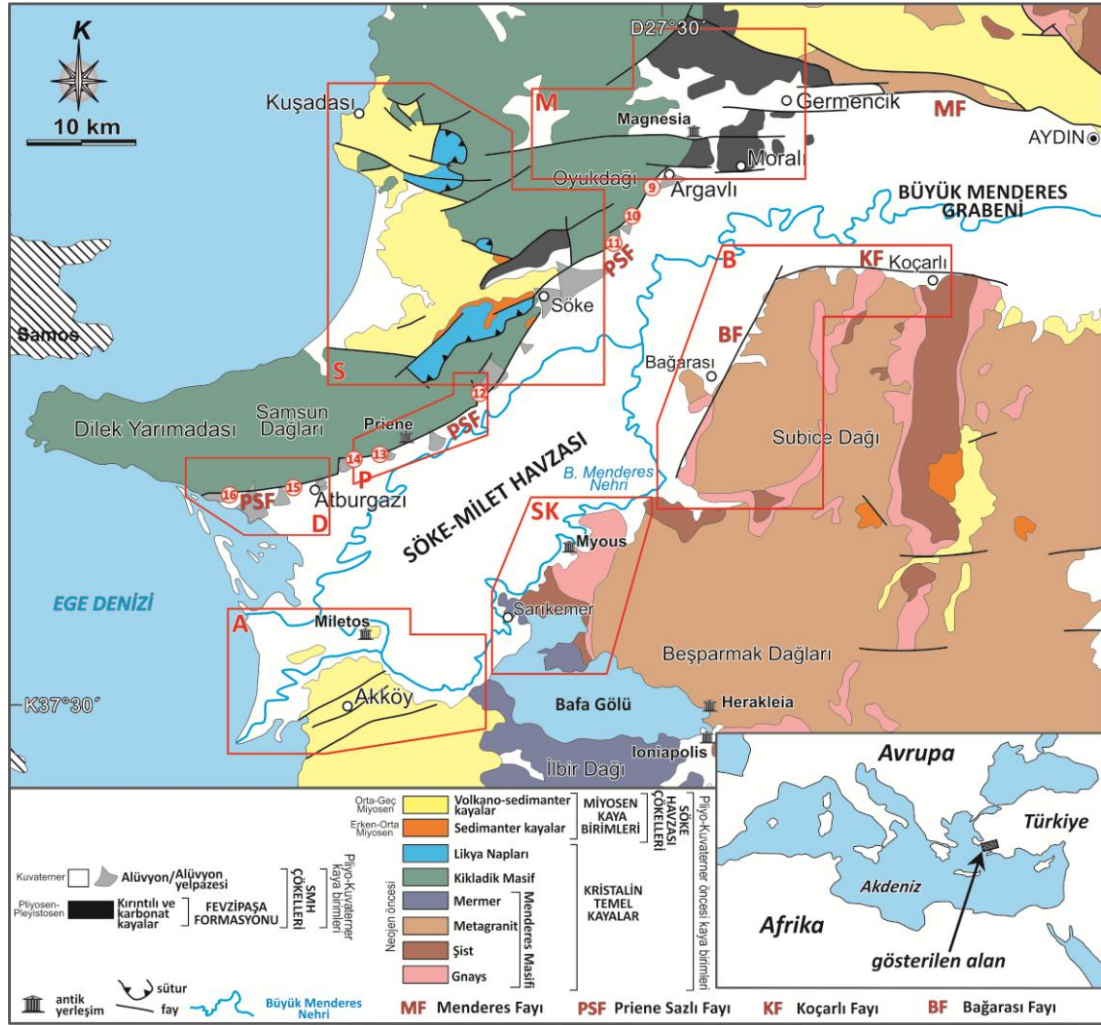 D27°30'
K
Kuşadası
10 km
M
Germencik
Magnesia
MF
AYDIN
Moralı
Oyukdağı
Argavlı
9
10
BÜYÜK MENDERES
GRABENİ
11
PSF
B
KF
Koçarlı
Söke
Samos
BF
S
Bağarası
12
Dilek Yarımadası
Samsun
Dağları
Priene
PSF
Subice Dağı
14
13
P
SÖKE-MİLET HAVZASI
B. Menderes
Nehri
16
PSF
15
Atburgazı
D
SK
Myous
EGE DENİZİ
A
Miletos
Sarıkemer
Beşparmak Dağları
K37°30'
Akköy
Bafa Gölü
Herakleia
Ioniapolis
İlbir Dağı
Avrupa
Türkiye
Akdeniz
Afrika
gösterilen alan
Orta-Geç
Miyosen
Volkano-sedimanter
kayalar
Erken-Orta
Miyosen
Sedimanter kayalar
MİYOSEN
KAYA
BİRİMLERİ
SÖKE
HAVZASI
ÇÖKELLERİ
Likya Napları
Kikladik Masif
Mermer
Metagranit
Şist
Gnays
Menderes Masifi
Neojen öncesi
KRİSTALİN
TEMEL
KAYALAR
Pliyo-Kuvaterner öncesi kaya birimleri
Kuvaterner
Alüvyon/Alüvyon
yelpazesi
Pliyosen-
Pleyistosen
Kırıntılı ve
karbonat
kayalar
FEVZİPAŞA
FORMASYONU
SMH
ÇÖKELLERİ
Pliyo-Kuvaterner
kaya birimleri
antik
yerleşim
sütur
fay
Büyük Menderes
Nehri
MF Menderes Fayı
PSF Priene Sazlı Fayı
KF Koçarlı Fayı
BF Bağarası Fayı